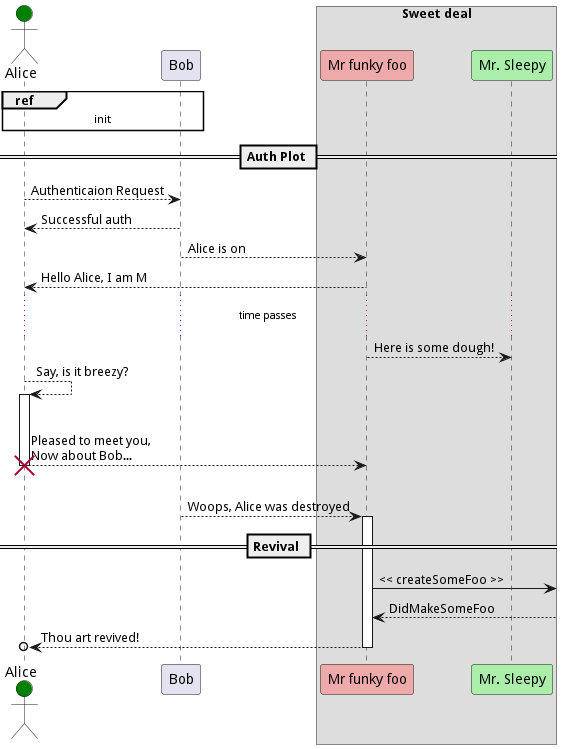 Sweet deal
Alice
Bob
Mr funky foo
Mr. Sleepy
ref
init
Auth Plot
Authenticaion Request
Successful auth
Alice is on
Hello Alice, I am M
time passes
Here is some dough!
Say, is it breezy?
Pleased to meet you,
Now about Bob...
Woops, Alice was destroyed
Revival
<< createSomeFoo >>
DidMakeSomeFoo
Thou art revived!
Alice
Bob
Mr funky foo
Mr. Sleepy